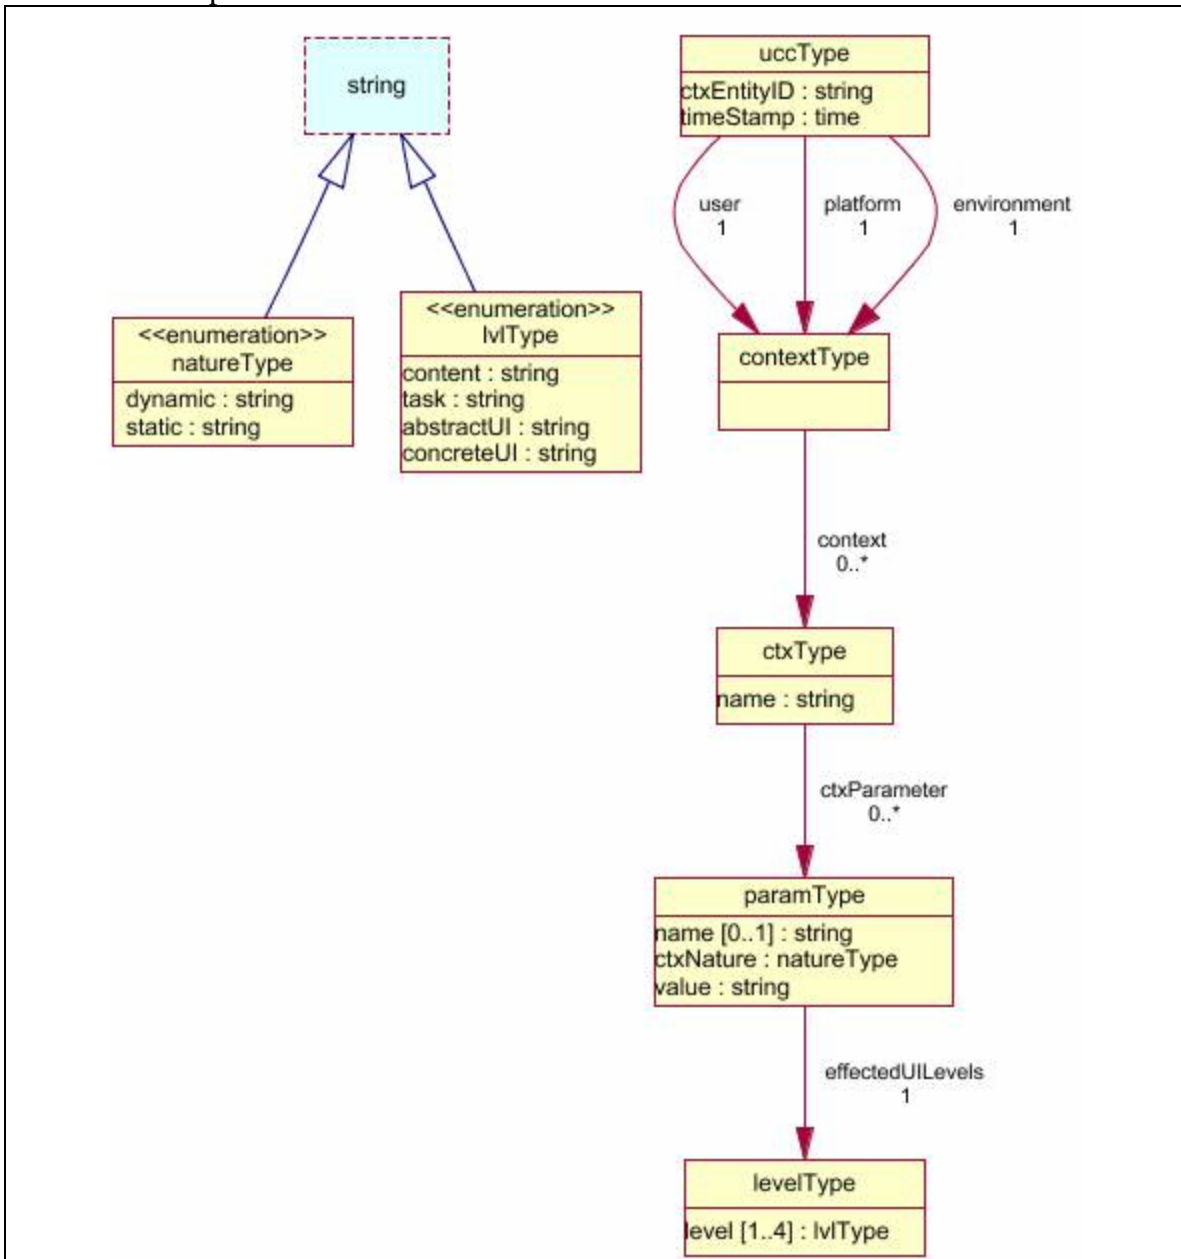 string
<<enumeration>>
natureType
dynamic : string
static : string
<<enumeration>>
lvlType
content : string
task : string
abstractUI : string
concreteUI : string
uccType
ctxEntityID : string
timeStamp : time
user
1
platform
1
environment
1
contextType
context
0..*
ctxType
name : string
ctxParameter
0..*
paramType
name [0..1] : string
ctxNature : natureType
value : string
effectedUILevels
1
levelType
level [1..4] : lvlType